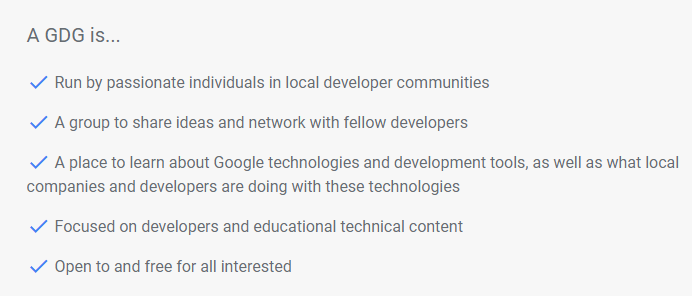 A GDG is...
Run by passionate individuals in local developer communities
A group to share ideas and network with fellow developers
A place to learn about Google technologies and development tools, as well as what local
companies and developers are doing with these technologies
Focused on developers and educational technical content
Open to and free for all interested